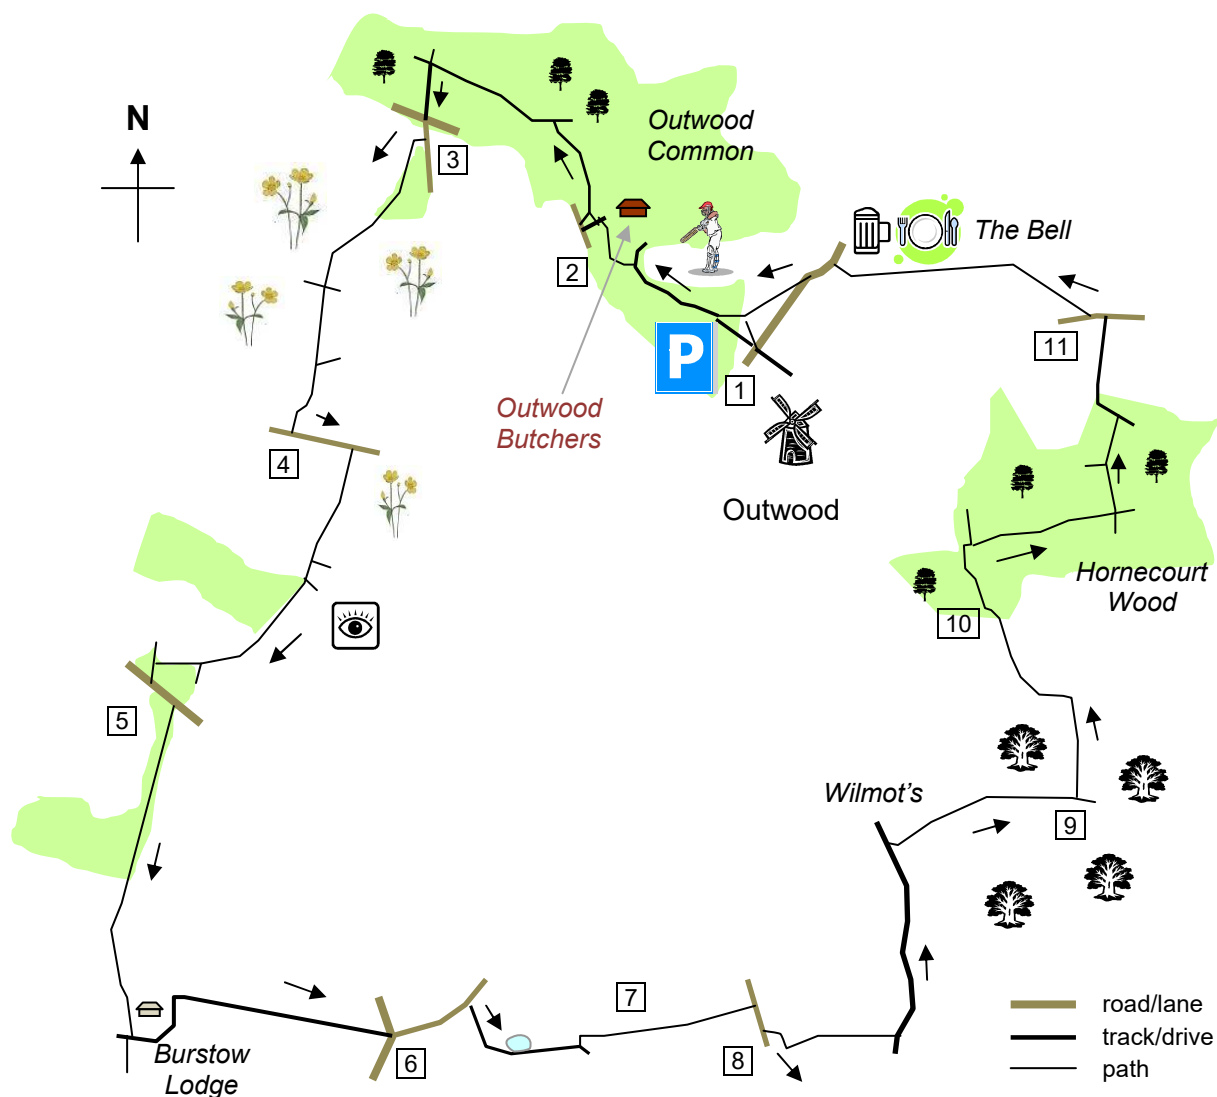 N
Outwood
Common
3
The Bell
2
11
P
1
Outwood
Butchers
4
Outwood
Hornecourt
Wood
10
5
Wilmot's
9
7
road/lane
track/drive
path
6
8
Burstow
Lodge